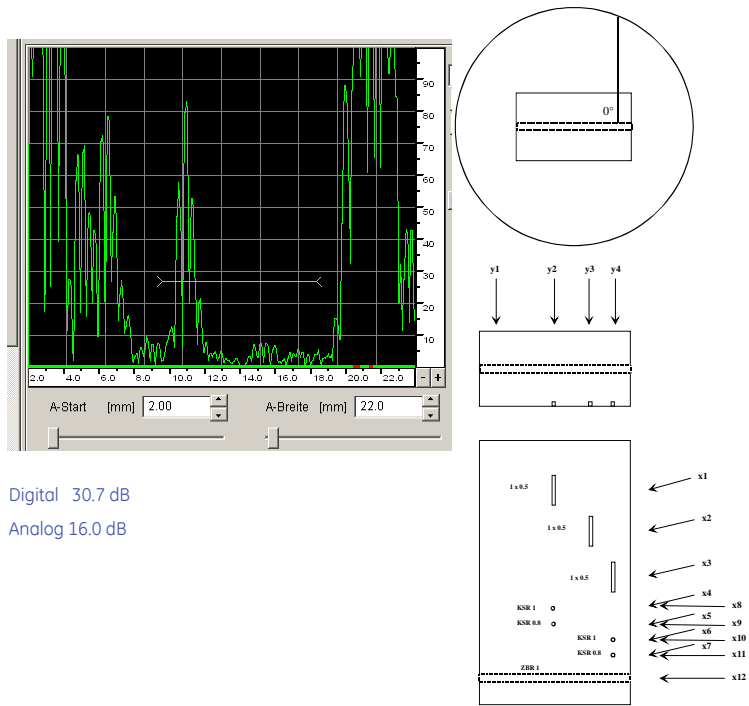 90
80
70
60
50
40
30
20
10
2.0 4.0 6.0 8.0 10.0 12.0 14.0 16.0 18.0 20.0 22.0 - +
A-Start [mm] 2.00 A-Breite [mm] 22.0
Digital 30.7 dB
Analog 16.0 dB
0°
y1 y2 y3 y4
1 x 0.5 x1
1 x 0.5 x2
1 x 0.5 x3
x4
KSR 1 x8
x5
KSR 0.8 x9
x6
KSR 1 x10
x7
KSR 0.8 x11
ZBR 1
x12